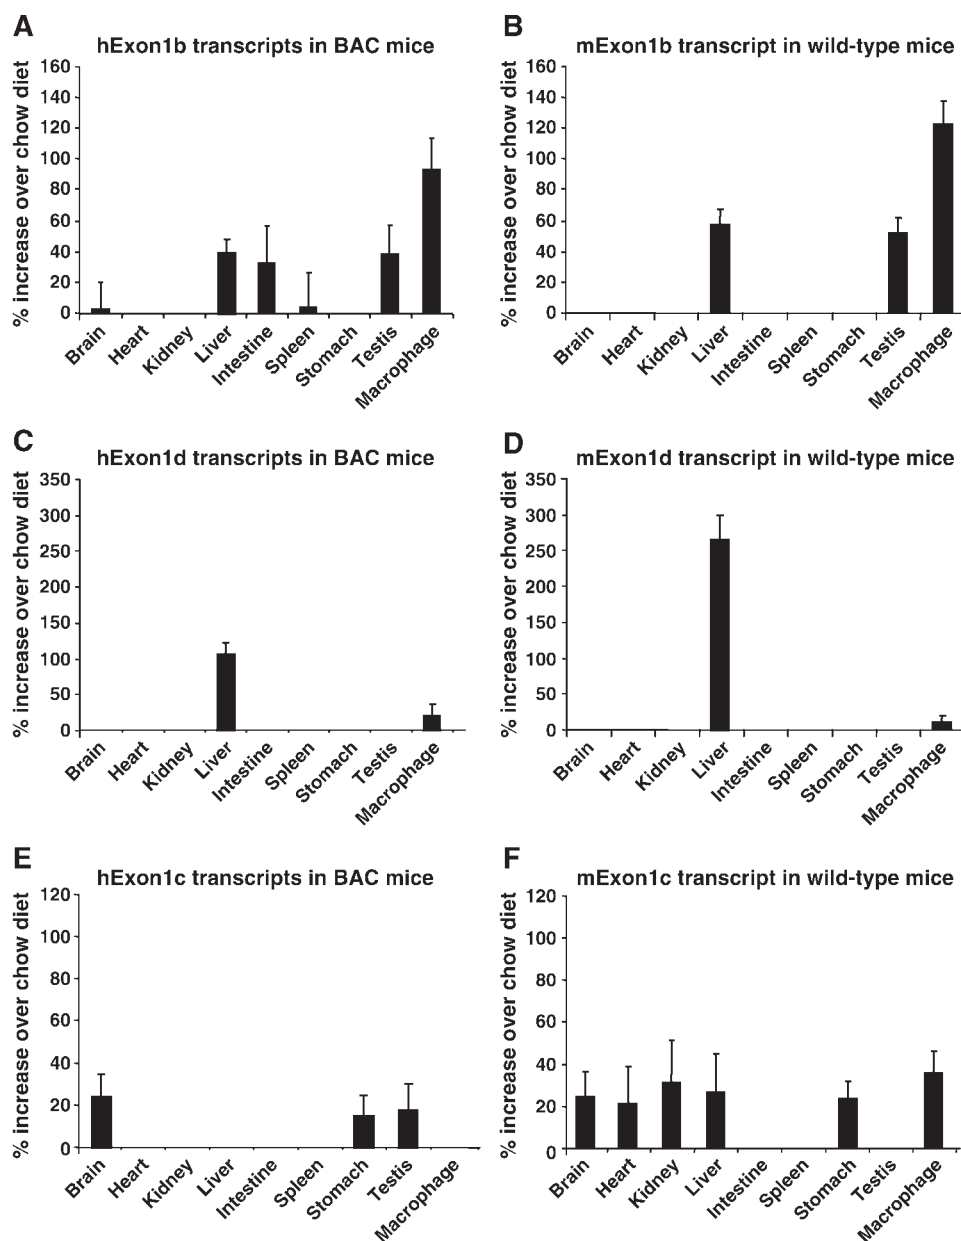 A
hExon1b transcripts in BAC mice
% increase over chow diet
160
140
120
100
80
60
40
20
0
Brain
Heart
Kidney
Liver
Intestine
Spleen
Stomach
Testis
Macrophage
B
mExon1b transcript in wild-type mice
% increase over chow diet
160
140
120
100
80
60
40
20
0
Brain
Heart
Kidney
Liver
Intestine
Spleen
Stomach
Testis
Macrophage
C
hExon1d transcripts in BAC mice
% increase over chow diet
350
300
250
200
150
100
50
0
Brain
Heart
Kidney
Liver
Intestine
Spleen
Stomach
Testis
Macrophage
D
mExon1d transcript in wild-type mice
% increase over chow diet
350
300
250
200
150
100
50
0
Brain
Heart
Kidney
Liver
Intestine
Spleen
Stomach
Testis
Macrophage
E
hExon1c transcripts in BAC mice
% increase over chow diet
120
100
80
60
40
20
0
Brain
Heart
Kidney
Liver
Intestine
Spleen
Stomach
Testis
Macrophage
F
mExon1c transcript in wild-type mice
% increase over chow diet
120
100
80
60
40
20
0
Brain
Heart
Kidney
Liver
Intestine
Spleen
Stomach
Testis
Macrophage